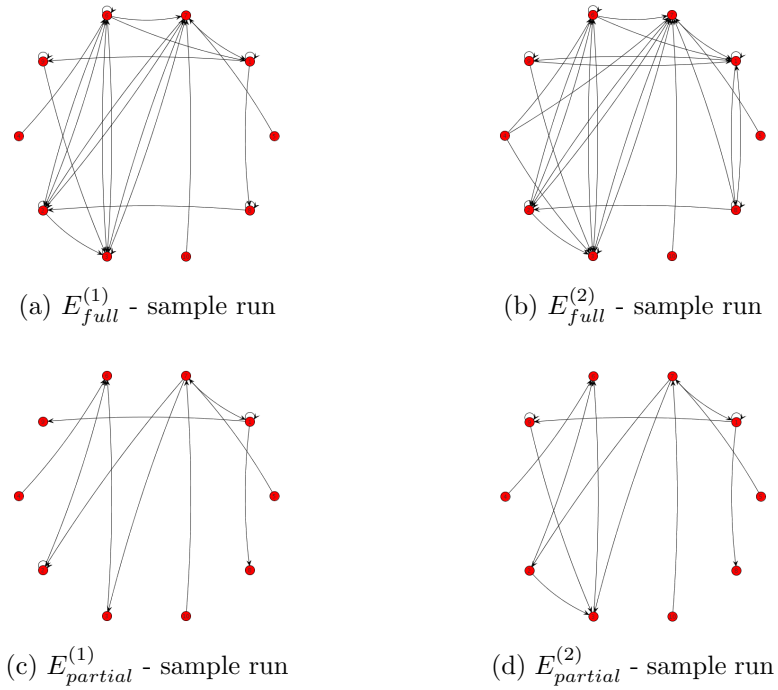 (a) $E_{full}^{(1)}$ - sample run
(b) $E_{full}^{(2)}$ - sample run
(c) $E_{partial}^{(1)}$ - sample run
(d) $E_{partial}^{(2)}$ - sample run